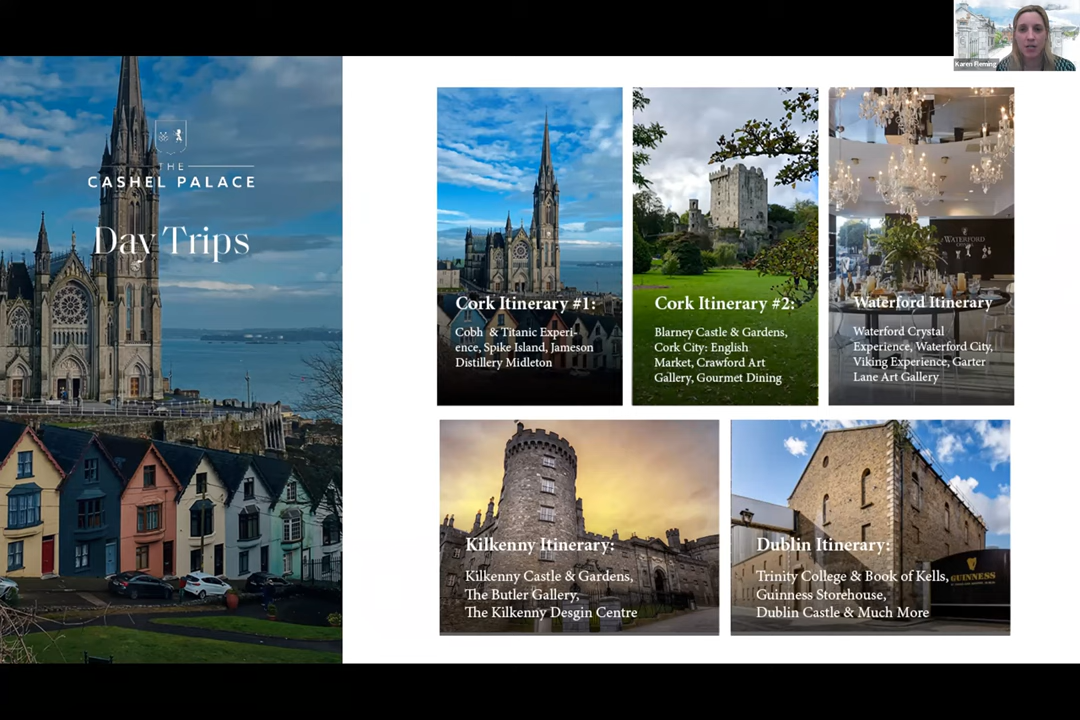 Karen Fleming
THE
CASHEL PALACE
Day Trips
Cork Itinerary #1:
Cobh & Titanic Experi-
ence, Spike Island, Jameson
Distillery Midleton
Cork Itinerary #2:
Blarney Castle & Gardens,
Cork City: English
Market, Crawford Art
Gallery, Gourmet Dining
WATERFORD
Waterford Itinerary
Waterford Crystal
Experience, Waterford City,
Viking Experience, Garter
Lane Art Gallery
Kilkenny Itinerary:
Kilkenny Castle & Gardens,
The Butler Gallery,
The Kilkenny Desgin Centre
Dublin Itinerary:
Trinity College & Book of Kells,
Guinness Storehouse,
Dublin Castle & Much More
GUINNESS